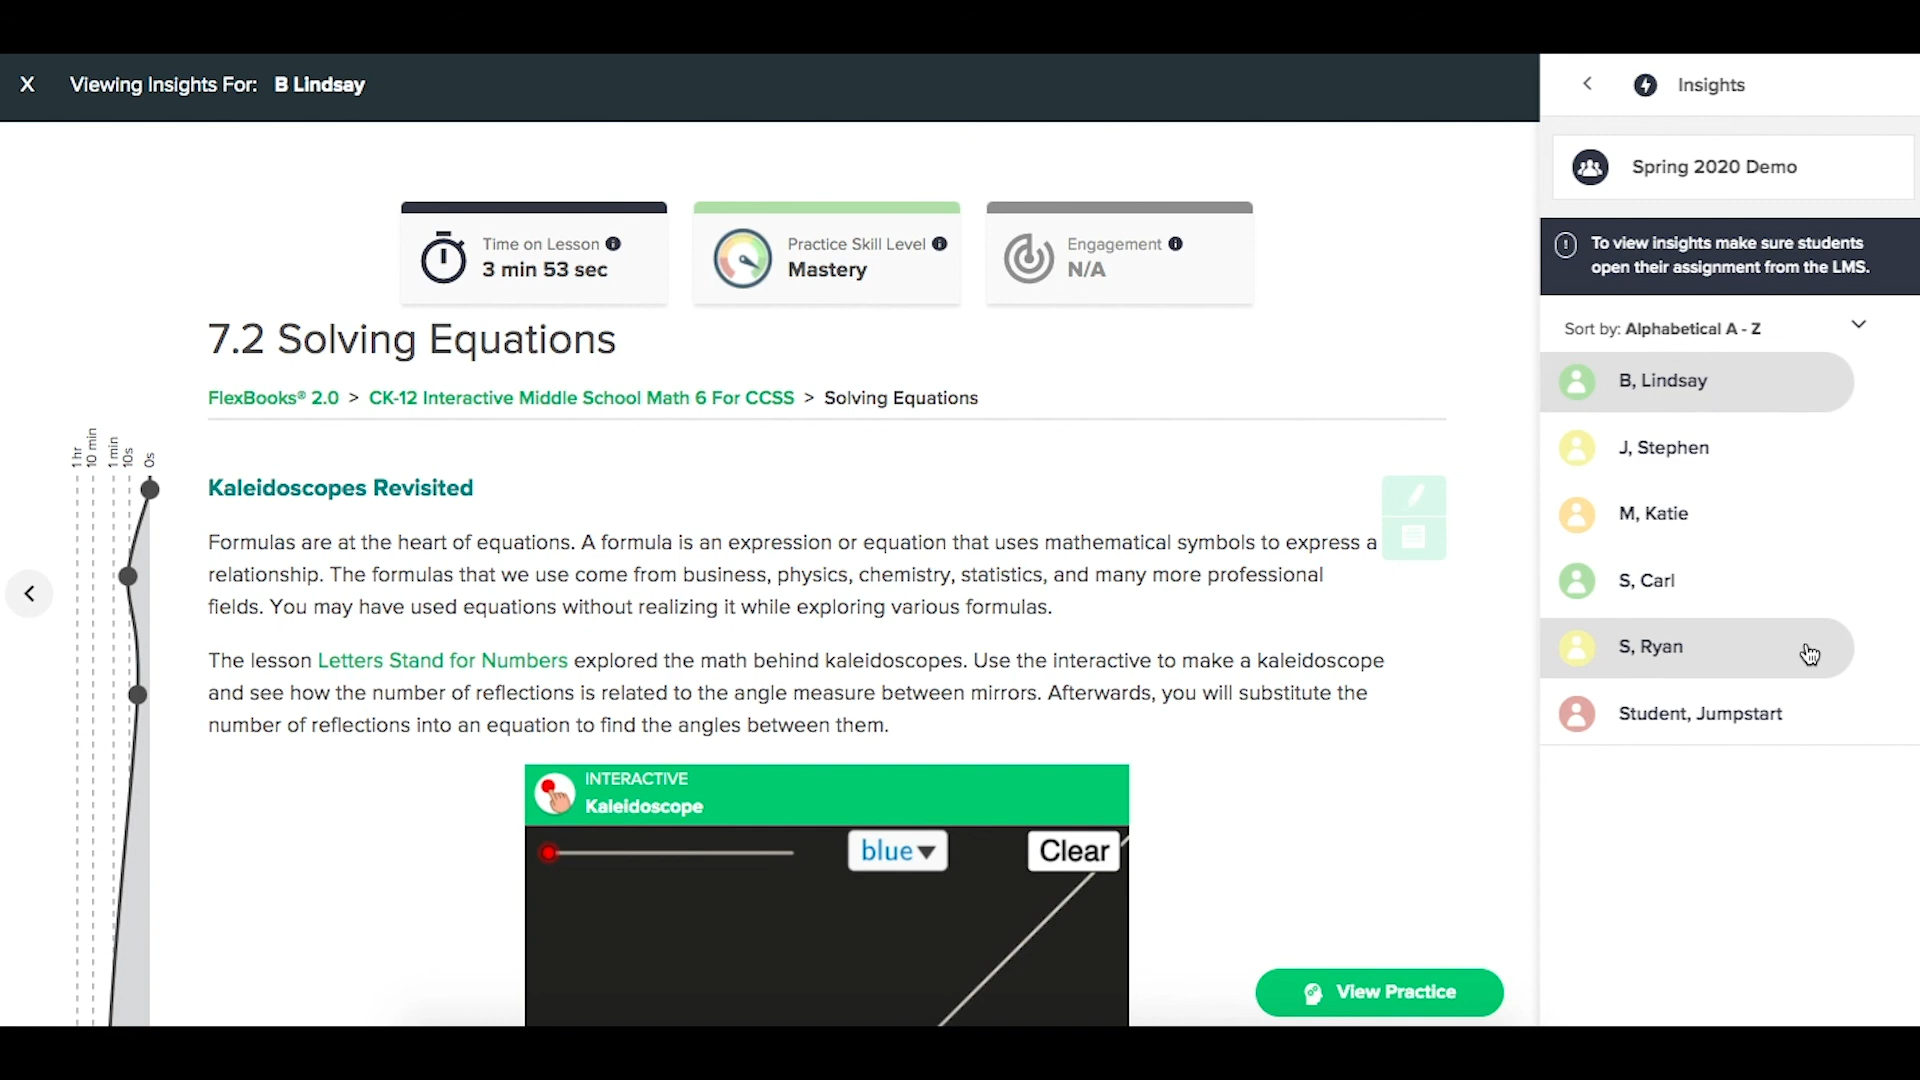 X Viewing Insights For: B Lindsay
Insights
Spring 2020 Demo
To view insights make sure students
open their assignment from the LMS.
Sort by: Alphabetical A - Z
B, Lindsay
J, Stephen
M, Katie
S, Carl
S, Ryan
Student, Jumpstart
Time on Lesson
3 min 53 sec
Practice Skill Level
Mastery
Engagement
N/A
7.2 Solving Equations
FlexBooks® 2.0 > CK-12 Interactive Middle School Math 6 For CCSS > Solving Equations
1 hr
10 min
1 min
10s
0s
Kaleidoscopes Revisited
Formulas are at the heart of equations. A formula is an expression or equation that uses mathematical symbols to express a
relationship. The formulas that we use come from business, physics, chemistry, statistics, and many more professional
fields. You may have used equations without realizing it while exploring various formulas.
The lesson Letters Stand for Numbers explored the math behind kaleidoscopes. Use the interactive to make a kaleidoscope
and see how the number of reflections is related to the angle measure between mirrors. Afterwards, you will substitute the
number of reflections into an equation to find the angles between them.
INTERACTIVE
Kaleidoscope
blue
Clear
View Practice